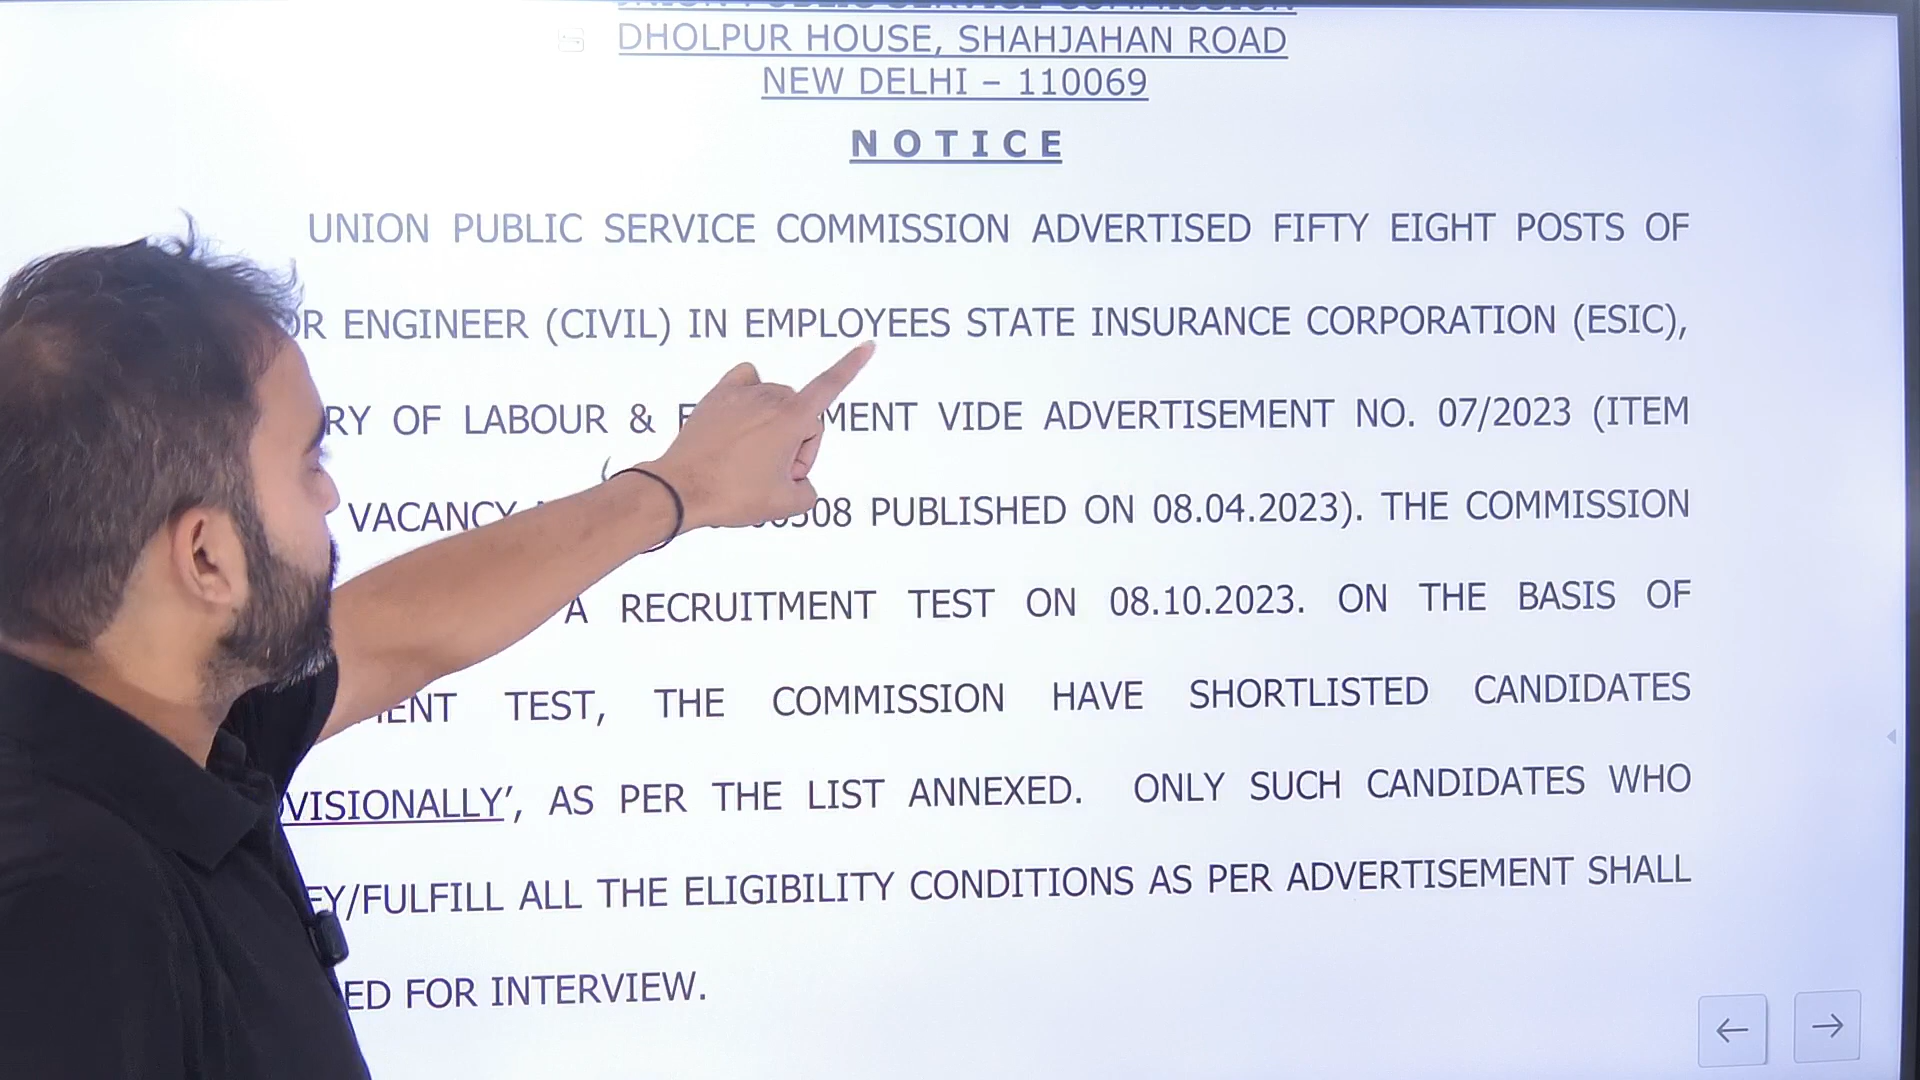 UNION PUBLIC SERVICE COMMISSION
DHOLPUR HOUSE, SHAHJAHAN ROAD
NEW DELHI – 110069
NOTICE
UNION PUBLIC SERVICE COMMISSION ADVERTISED FIFTY EIGHT POSTS OF
ENGINEER (CIVIL) IN EMPLOYEES STATE INSURANCE CORPORATION (ESIC),
OF LABOUR & VIDE ADVERTISEMENT NO. 07/2023 (ITEM
VACANCY PUBLISHED ON 08.04.2023). THE COMMISSION
A RECRUITMENT TEST ON 08.10.2023. ON THE BASIS OF
TEST, THE COMMISSION HAVE SHORTLISTED CANDIDATES
VISIONALLY’, AS PER THE LIST ANNEXED. ONLY SUCH CANDIDATES WHO
/FULFILL ALL THE ELIGIBILITY CONDITIONS AS PER ADVERTISEMENT SHALL
ED FOR INTERVIEW.